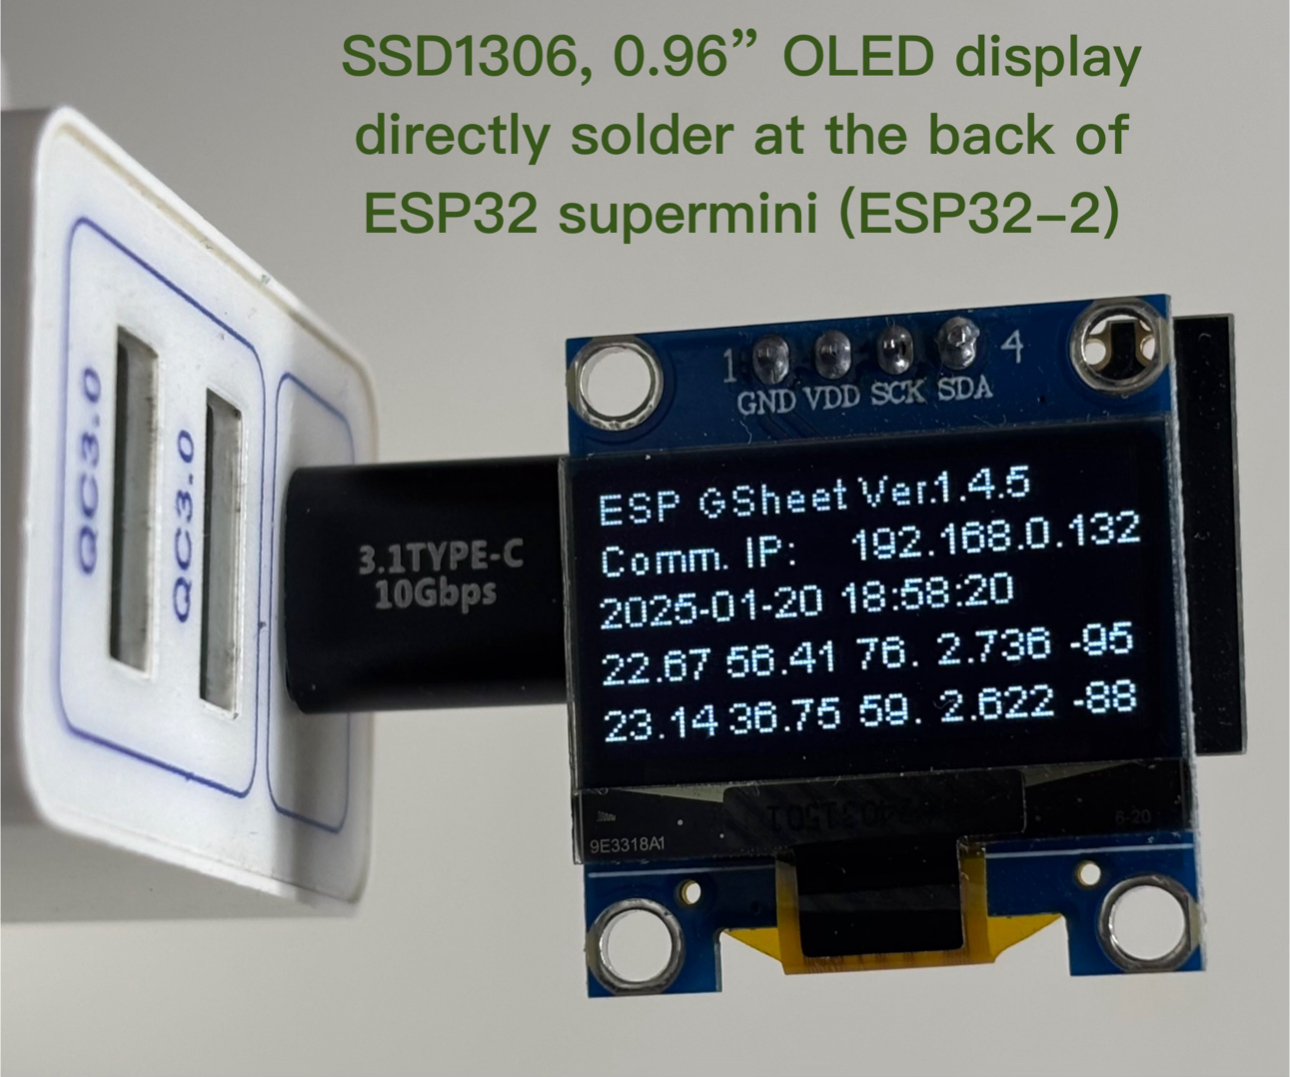 SSD1306, 0.96” OLED display
directly solder at the back of
ESP32 supermini (ESP32-2)
1 4
GND VDD SCK SDA
QC3.0
QC3.0
3.1TYPE-C
10Gbps
ESP GSheet Ver.1.4.5
Comm. IP: 192.168.0.132
2025-01-20 18:58:20
22.67 56.41 76. 2.736 -95
23.14 36.75 59. 2.622 -88
9E3318A1